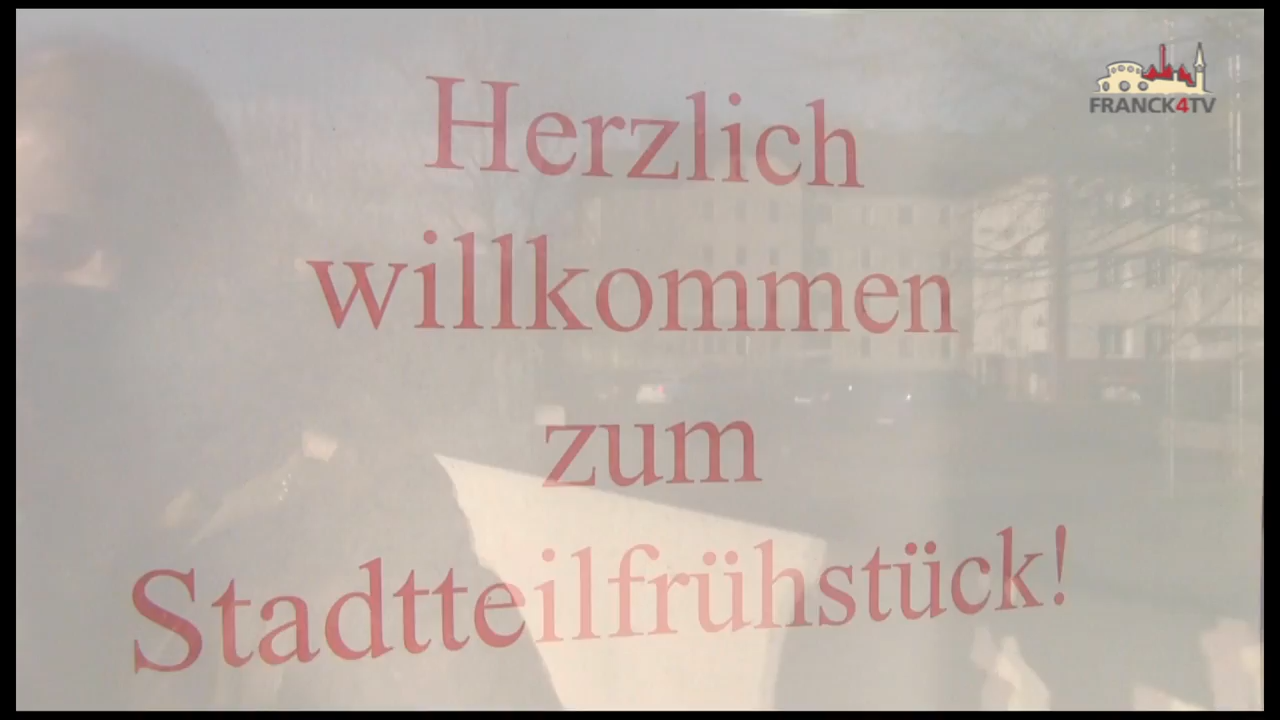 FRANCK4TV
Herzlich
willkommen
zum
Stadtteilfrühstück!